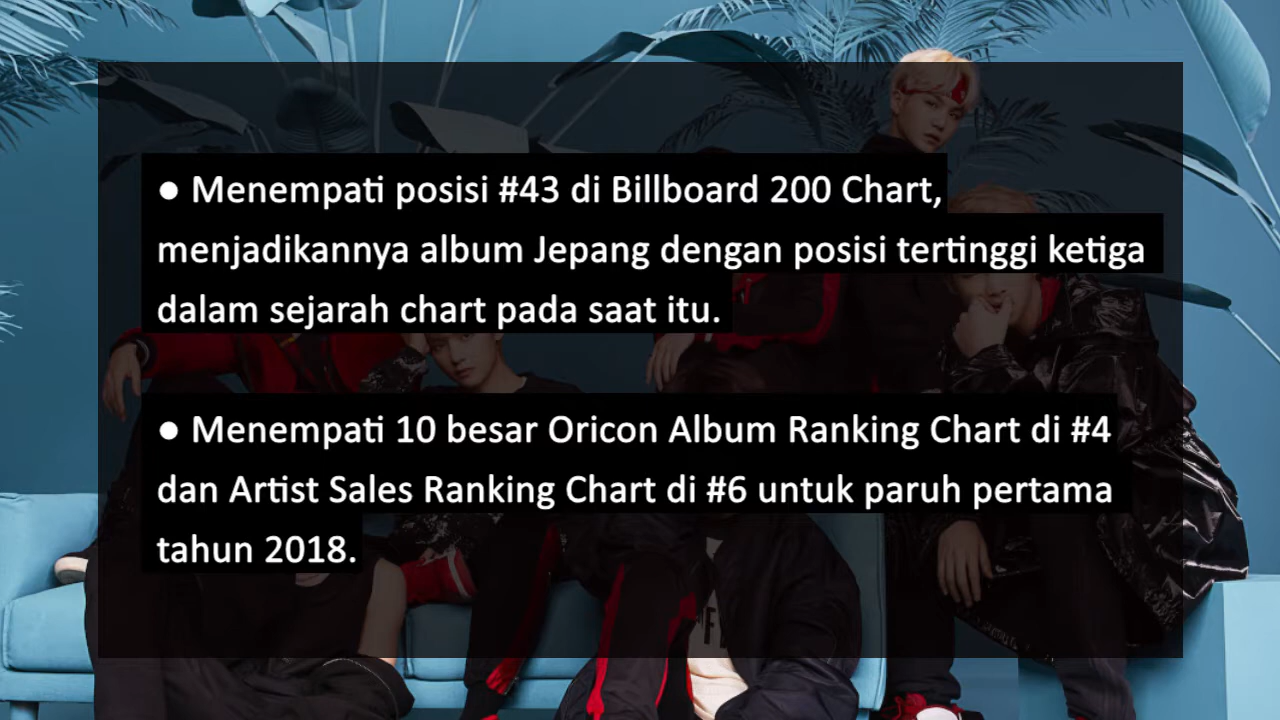 ● Menempati posisi #43 di Billboard 200 Chart,
menjadikannya album Jepang dengan posisi tertinggi ketiga
dalam sejarah chart pada saat itu.
● Menempati 10 besar Oricon Album Ranking Chart di #4
dan Artist Sales Ranking Chart di #6 untuk paruh pertama
tahun 2018.